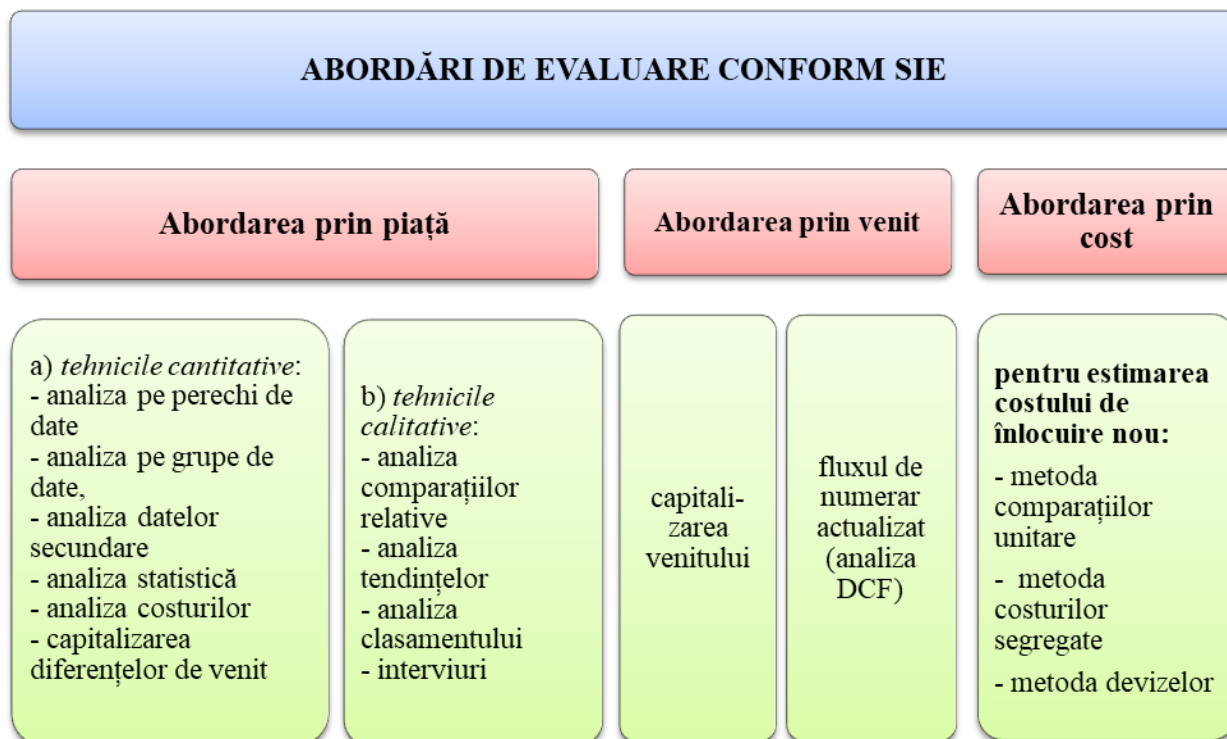 ABORDĂRI DE EVALUARE CONFORM SIE
Abordarea prin piață
Abordarea prin venit
Abordarea prin
cost
a) tehnicile cantitative:
- analiza pe perechi de
date
- analiza pe grupe de
date,
- analiza datelor
secundare
- analiza statistică
- analiza costurilor
- capitalizarea
diferențelor de venit
b) tehnicile
calitative:
- analiza
comparațiilor
relative
- analiza
tendințelor
- analiza
clasamentului
- interviuri
capitali-
zarea
venitului
fluxul de
numerar
actualizat
(analiza
DCF)
pentru estimarea
costului de
înlocuire nou:
- metoda
comparațiilor
unitare
- metoda
costurilor
segregate
- metoda devizelor